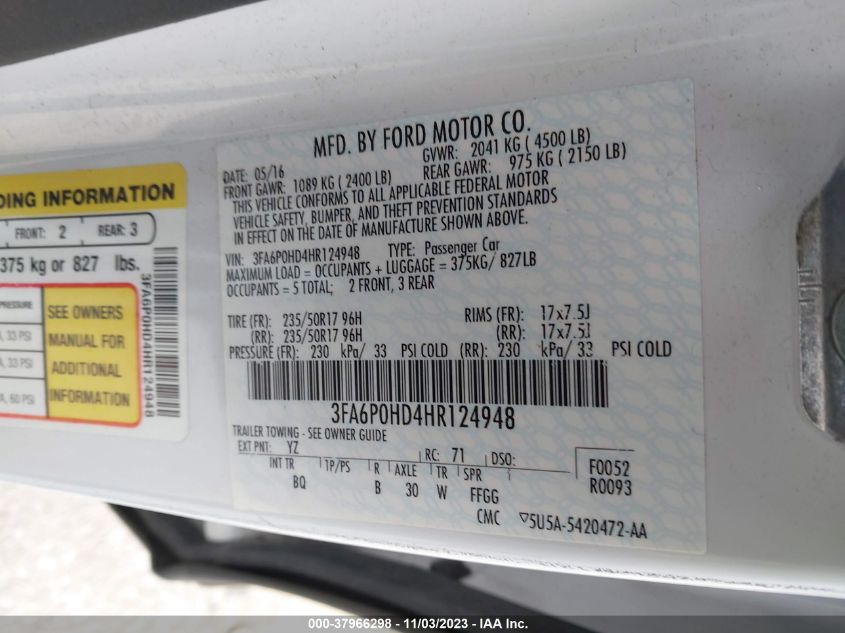 DING INFORMATION
FRONT: 2 REAR: 3
375 kg or 827 lbs.
PRESSURE
33 PSI
33 PSI
60 PSI
SEE OWNERS
MANUAL FOR
ADDITIONAL
INFORMATION
3FA6P0HD4HR124948
MFD. BY FORD MOTOR CO.
DATE: 05/16 GVWR: 2041 KG ( 4500 LB)
FRONT GAWR: 1089 KG ( 2400 LB) REAR GAWR: 975 KG ( 2150 LB)
THIS VEHICLE CONFORMS TO ALL APPLICABLE FEDERAL MOTOR
VEHICLE SAFETY, BUMPER, AND THEFT PREVENTION STANDARDS
IN EFFECT ON THE DATE OF MANUFACTURE SHOWN ABOVE.
VIN: 3FA6P0HD4HR124948 TYPE: Passenger Car
MAXIMUM LOAD = OCCUPANTS + LUGGAGE = 375KG/ 827LB
OCCUPANTS = 5 TOTAL; 2 FRONT, 3 REAR
TIRE (FR): 235/50R17 96H RIMS (FR): 17x7.5J
(RR): 235/50R17 96H (RR): 17x7.5J
PRESSURE (FR): 230 kPa/ 33 PSI COLD (RR): 230 kPa/ 33 PSI COLD
3FA6P0HD4HR124948
TRAILER TOWING - SEE OWNER GUIDE
EXT PNT: YZ RC: 71 DSO:
INT TR TP/PS R AXLE TR SPR
BQ B 30 W FFGG
F0052
R0093
CMC ▽5U5A-5420472-AA
000-37966298 - 11/03/2023 - IAA Inc.